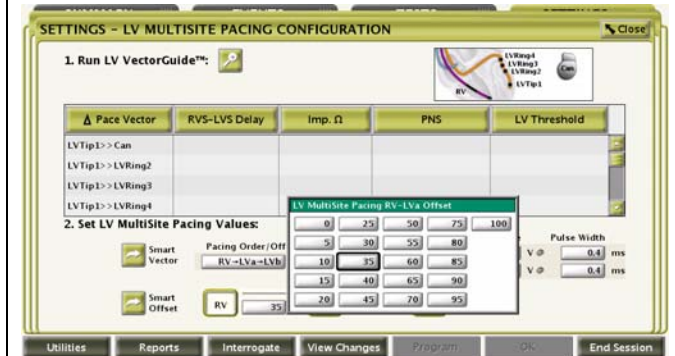 SETTINGS - LV MULTISITE PACING CONFIGURATION
Close
1. Run LV VectorGuide™:
LVRing4
LVRing3
LVRing2
LVTip1
RV
Can
Δ Pace Vector RVS-LVS Delay Imp. Ω PNS LV Threshold
LVTip1>>Can
LVTip1>>LVRing2
LVTip1>>LVRing3
LVTip1>>LVRing4
LV MultiSite Pacing RV-LVa Offset
0 25 50 75 100
5 30 55 80
10 35 60 85
15 40 65 90
20 45 70 95
2. Set LV MultiSite Pacing Values:
Smart Vector
Pacing Order/Off
RV→LVa→LVb
Pulse Width
V @ 0.4 ms
V @ 0.4 ms
Smart Offset
RV 35
Utilities Reports Interrogate View Changes Program End Session